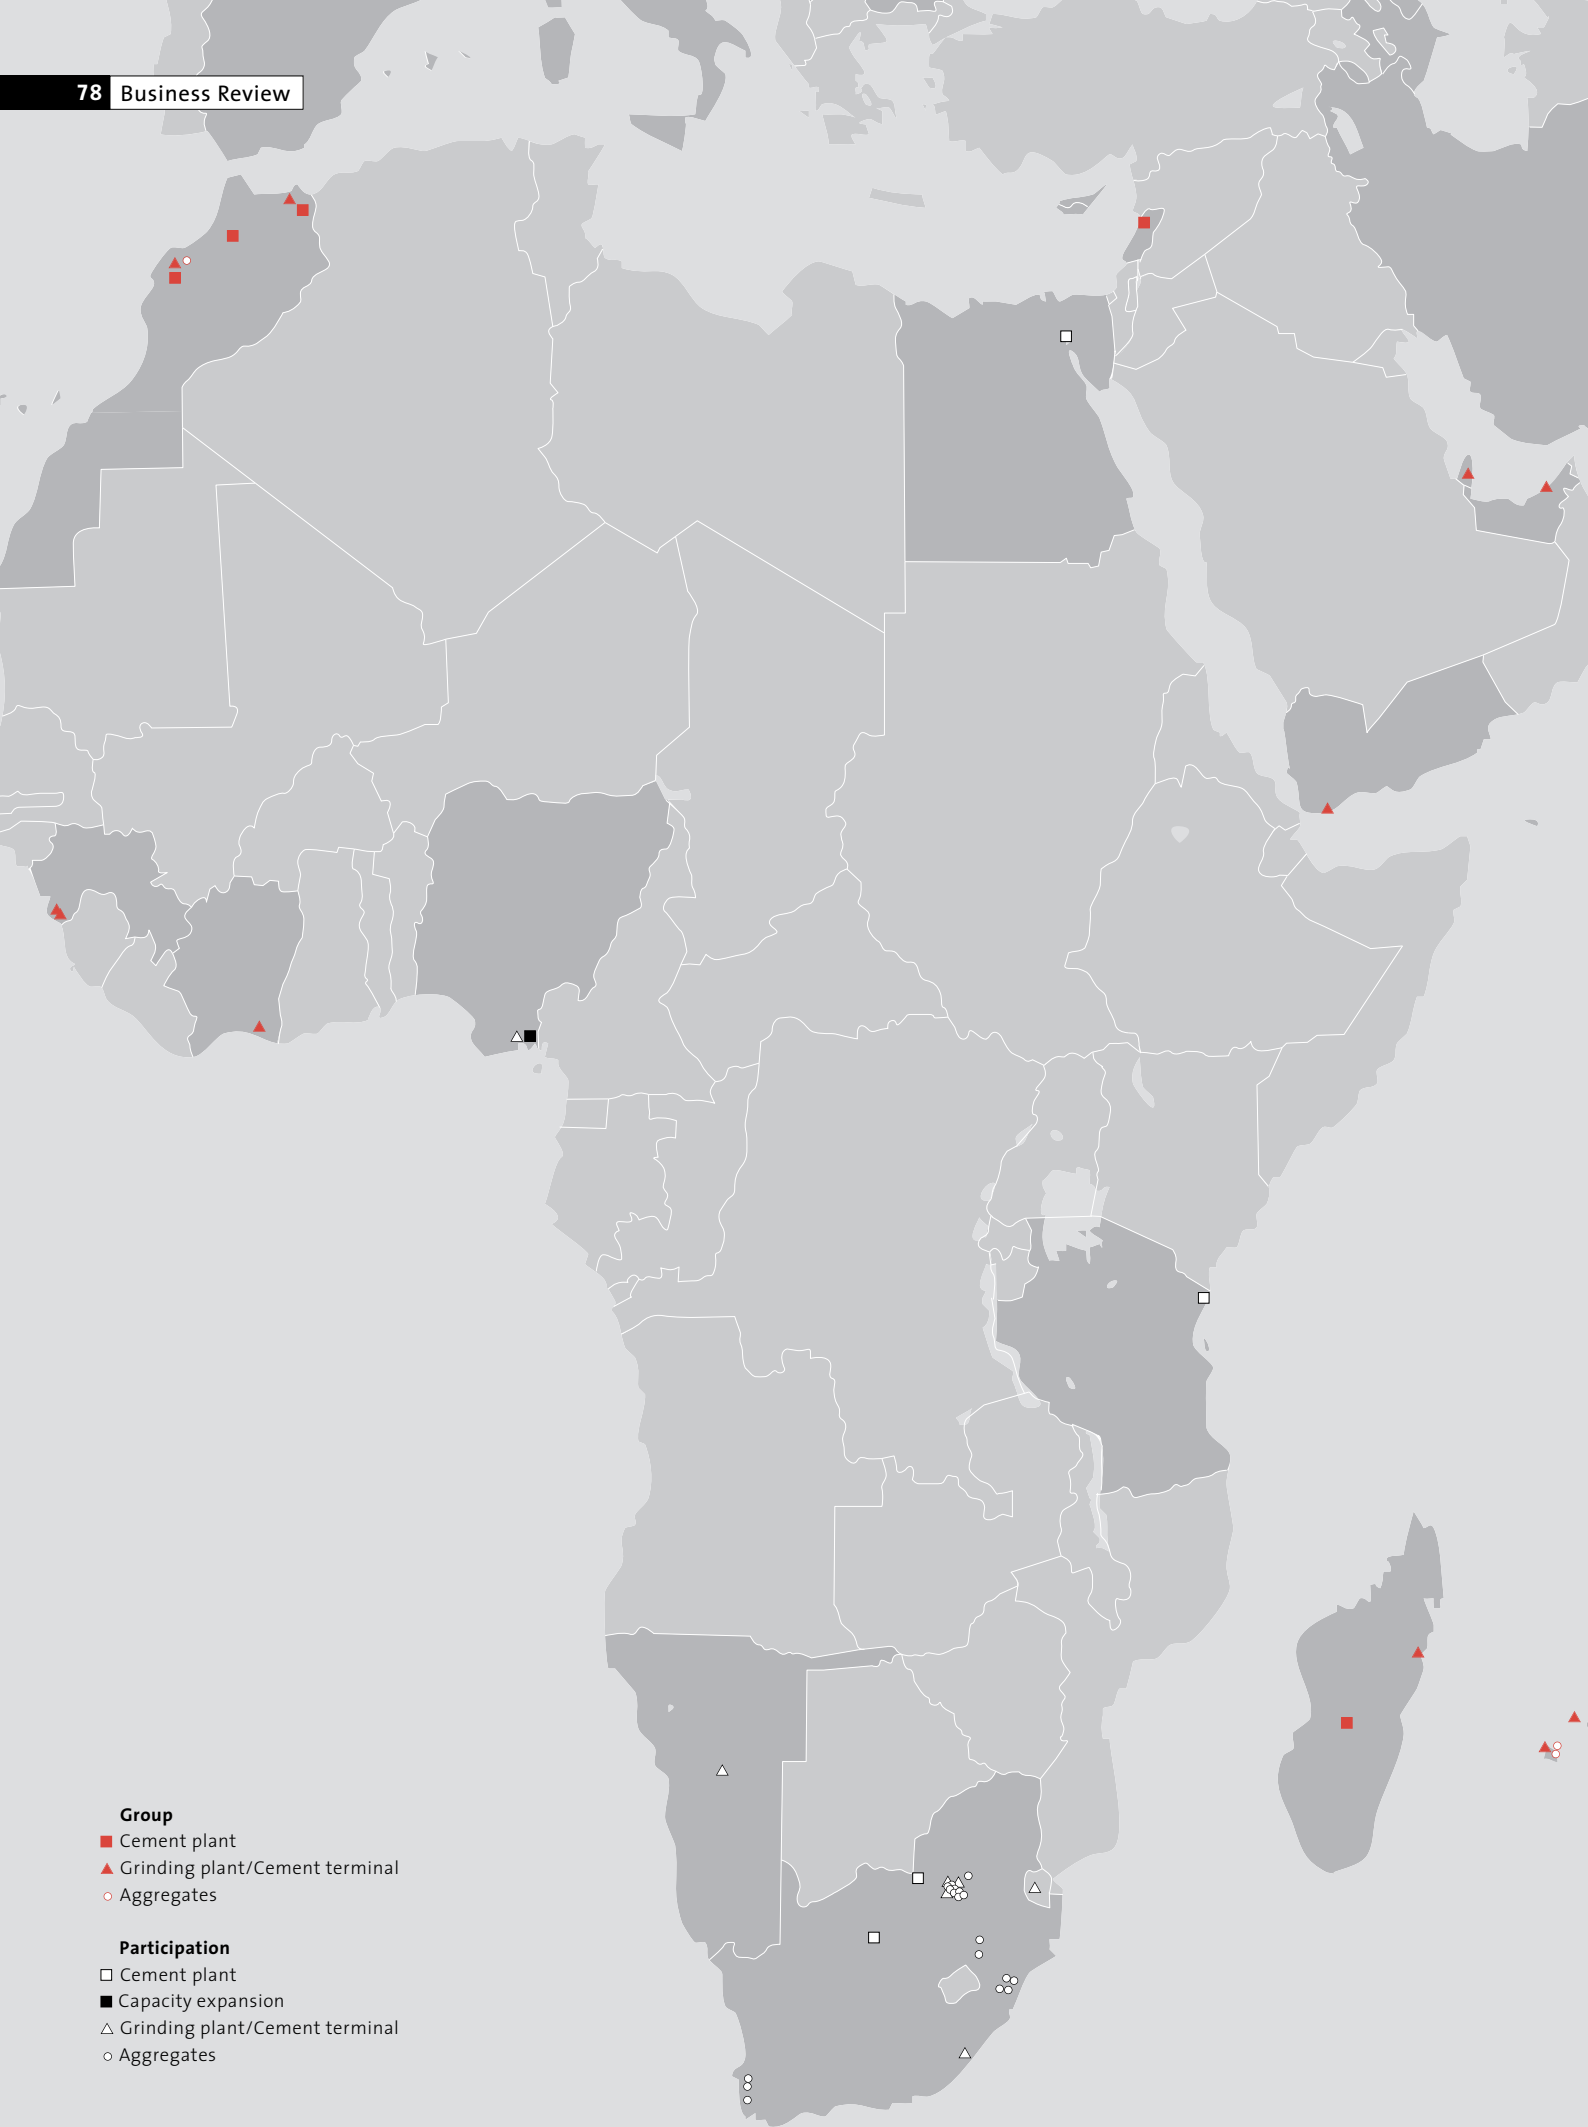 78 Business Review
Group
Cement plant
Grinding plant/Cement terminal
Aggregates
Participation
Cement plant
Capacity expansion
Grinding plant/Cement terminal
Aggregates